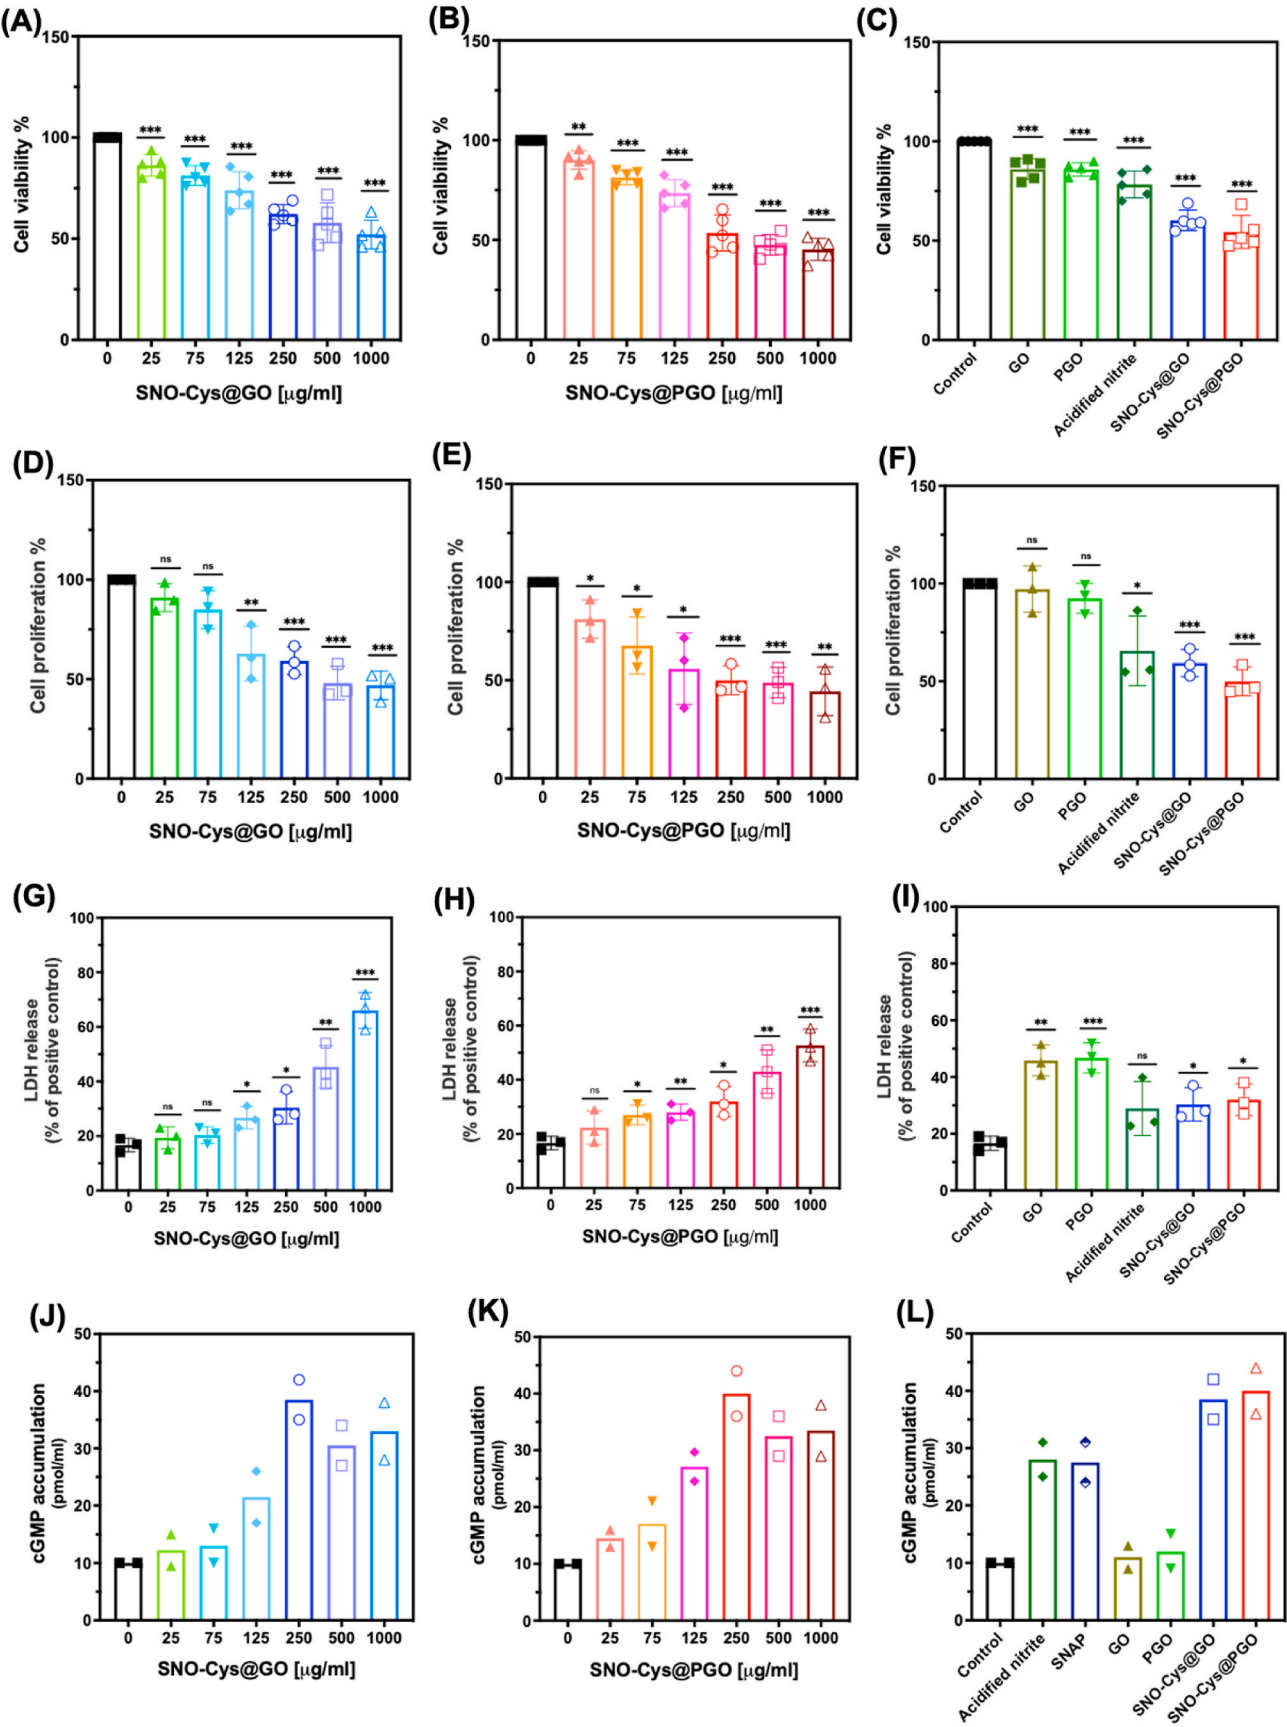 (A)
Cell viability %
150
100
50
0
*** *** *** *** *** ***
0 25 75 125 250 500 1000
SNO-Cys@GO [µg/ml]
(B)
Cell viability %
150
100
50
0
** *** *** *** *** ***
0 25 75 125 250 500 1000
SNO-Cys@PGO [µg/ml]
(C)
Cell vialbility %
150
100
50
0
*** *** *** *** ***
Control GO PGO Acidified nitrite SNO-Cys@GO SNO-Cys@PGO
(D)
Cell proliferation %
150
100
50
0
ns ns ** *** *** ***
0 25 75 125 250 500 1000
SNO-Cys@GO [µg/ml]
(E)
Cell proliferation %
150
100
50
0
* * * *** *** **
0 25 75 125 250 500 1000
SNO-Cys@PGO [µg/ml]
(F)
Cell proliferation %
150
100
50
0
ns ns * *** ***
Control GO PGO Acidified nitrite SNO-Cys@GO SNO-Cys@PGO
(G)
LDH release
(% of positive control)
100
80
60
40
20
0
ns ns * * ** ***
0 25 75 125 250 500 1000
SNO-Cys@GO [µg/ml]
(H)
LDH release
(% of positive control)
100
80
60
40
20
0
ns * ** * ** ***
0 25 75 125 250 500 1000
SNO-Cys@PGO [µg/ml]
(I)
LDH release
(% of positive control)
100
80
60
40
20
0
** *** ns * *
Control GO PGO Acidified nitrite SNO-Cys@GO SNO-Cys@PGO
(J)
cGMP accumulation
(pmol/ml)
50
40
30
20
10
0
0 25 75 125 250 500 1000
SNO-Cys@GO [µg/ml]
(K)
cGMP accumulation
(pmol/ml)
50
40
30
20
10
0
0 25 75 125 250 500 1000
SNO-Cys@PGO [µg/ml]
(L)
cGMP accumulation
(pmol/ml)
50
40
30
20
10
0
Control Acidified nitrite SNAP GO PGO SNO-Cys@GO SNO-Cys@PGO